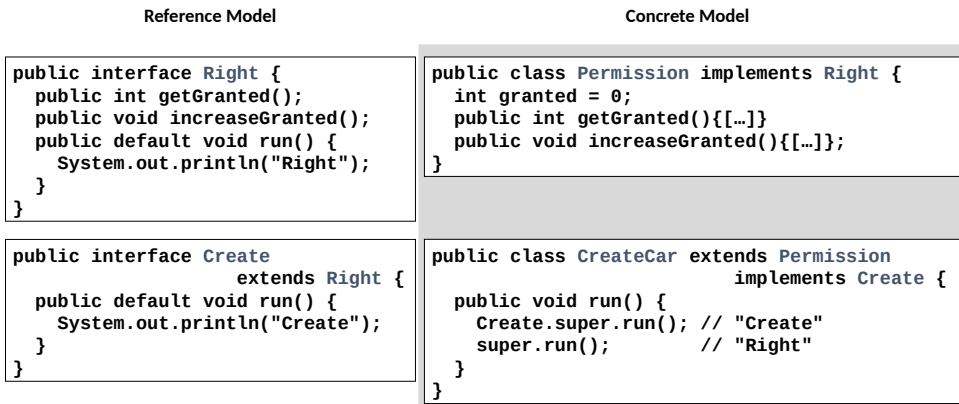 Reference Model
Concrete Model
public interface Right {
  public int getGranted();
  public void increaseGranted();
  public default void run() {
    System.out.println("Right");
  }
}
public class Permission implements Right {
  int granted = 0;
  public int getGranted(){[…]}
  public void increaseGranted(){[…]};
}
public interface Create
                    extends Right {
  public default void run() {
    System.out.println("Create");
  }
}
public class CreateCar extends Permission
                           implements Create {
  public void run() {
    Create.super.run(); // "Create"
    super.run();        // "Right"
  }
}